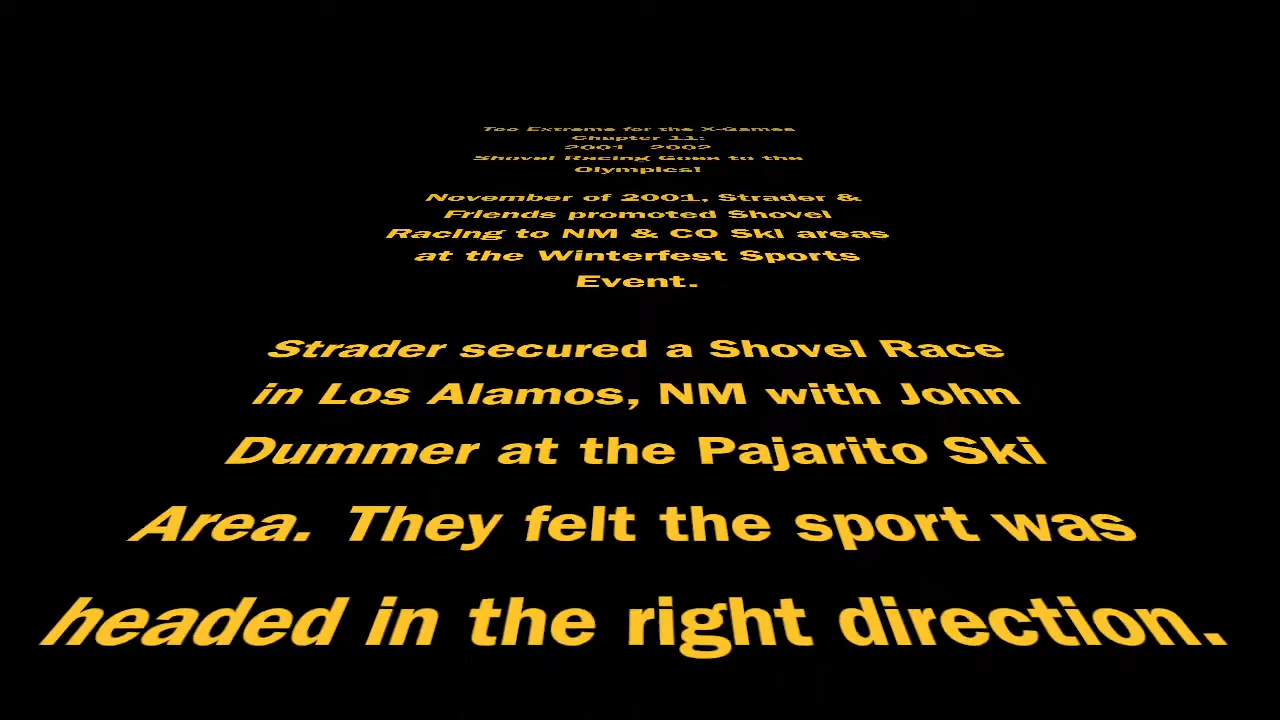 Too Extreme for the X-Games
Chapter 11:
2001 - 2002
Shovel Racing Goes to the
Olympics!
November of 2001, Strader &
Friends promoted Shovel
Racing to NM & CO Ski areas
at the Winterfest Sports
Event.
Strader secured a Shovel Race
in Los Alamos, NM with John
Dummer at the Pajarito Ski
Area. They felt the sport was
headed in the right direction.